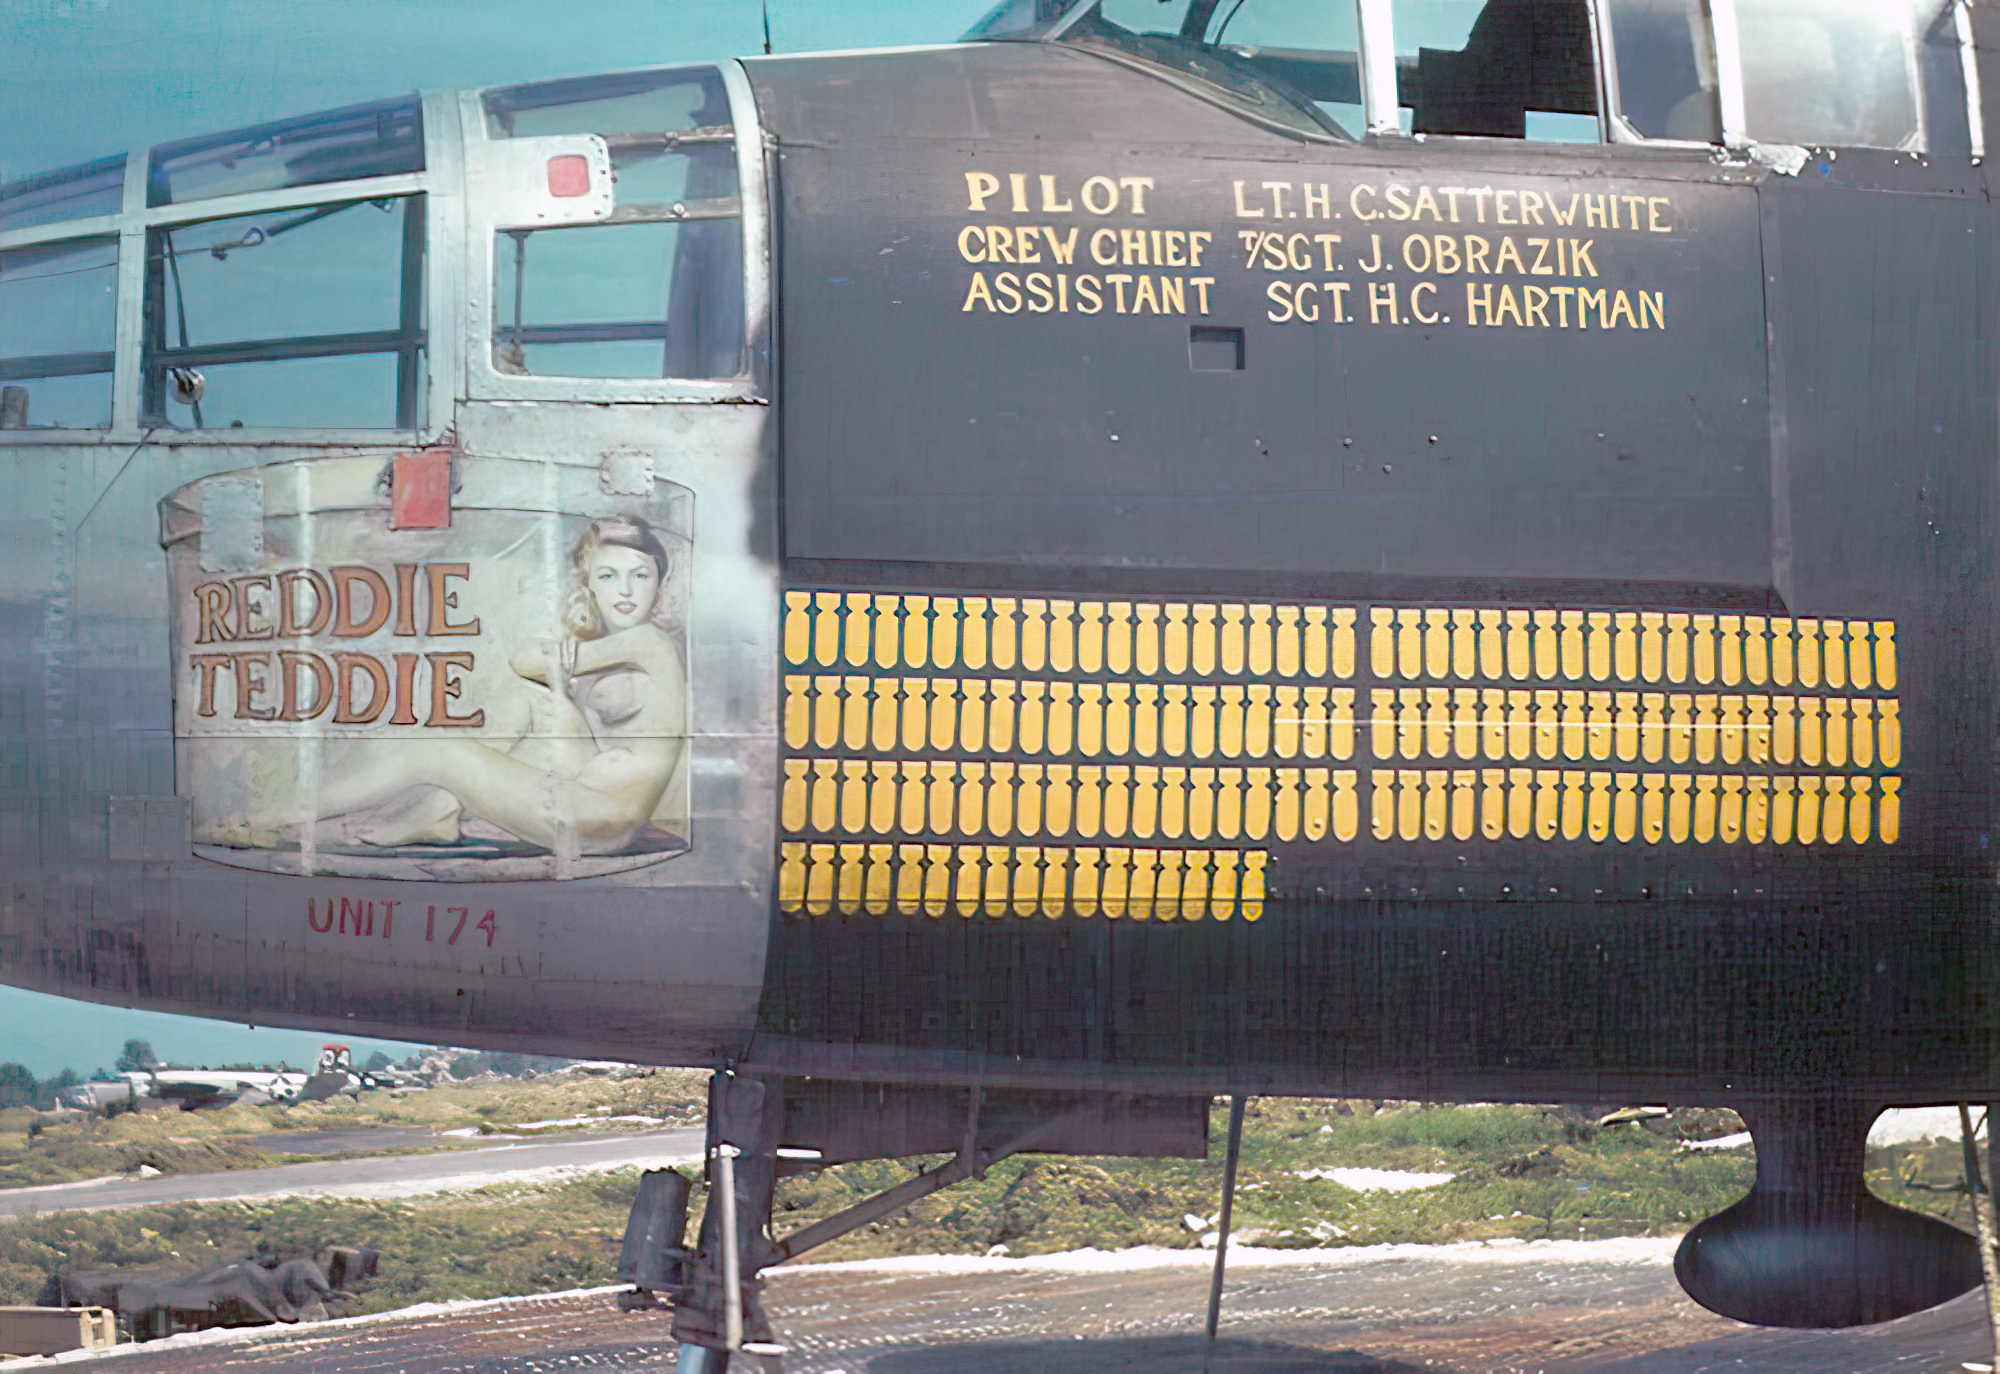 PILOT LT. H. C. SATTERWHITE
CREW CHIEF T/SGT. J. OBRAZIK
ASSISTANT SGT. H.C. HARTMAN
REDDIE
TEDDIE
UNIT 174